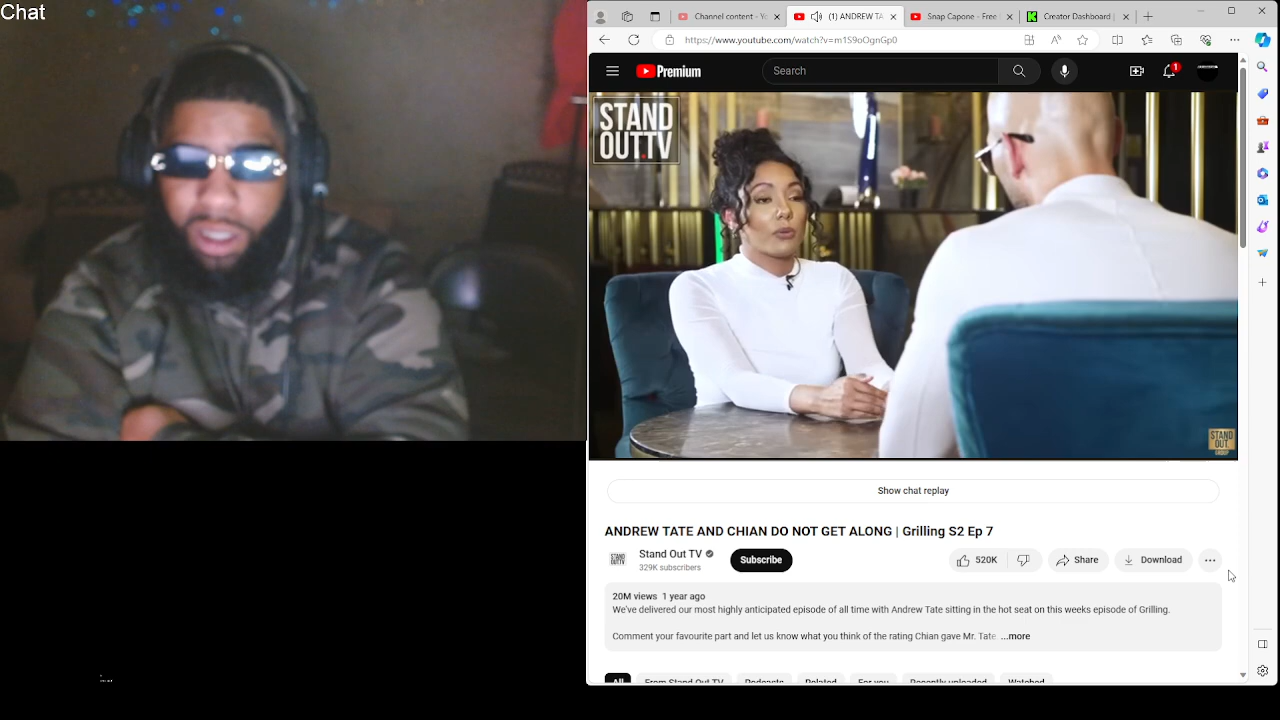 Chat
Channel content - Yo
(1) ANDREW TA
Snap Capone - Free
Creator Dashboard
https://www.youtube.com/watch?v=m1S9oOgnGp0
Premium
Search
1
STAND
OUTTV
STAND
OUT
GROUP
Show chat replay
ANDREW TATE AND CHIAN DO NOT GET ALONG | Grilling S2 Ep 7
Stand Out TV
329K subscribers
Subscribe
520K
Share
Download
20M views 1 year ago
We've delivered our most highly anticipated episode of all time with Andrew Tate sitting in the hot seat on this weeks episode of Grilling.
Comment your favourite part and let us know what you think of the rating Chian gave Mr. Tate ...more
All From Stand Out TV Podcasts Related For you Recently uploaded Watched